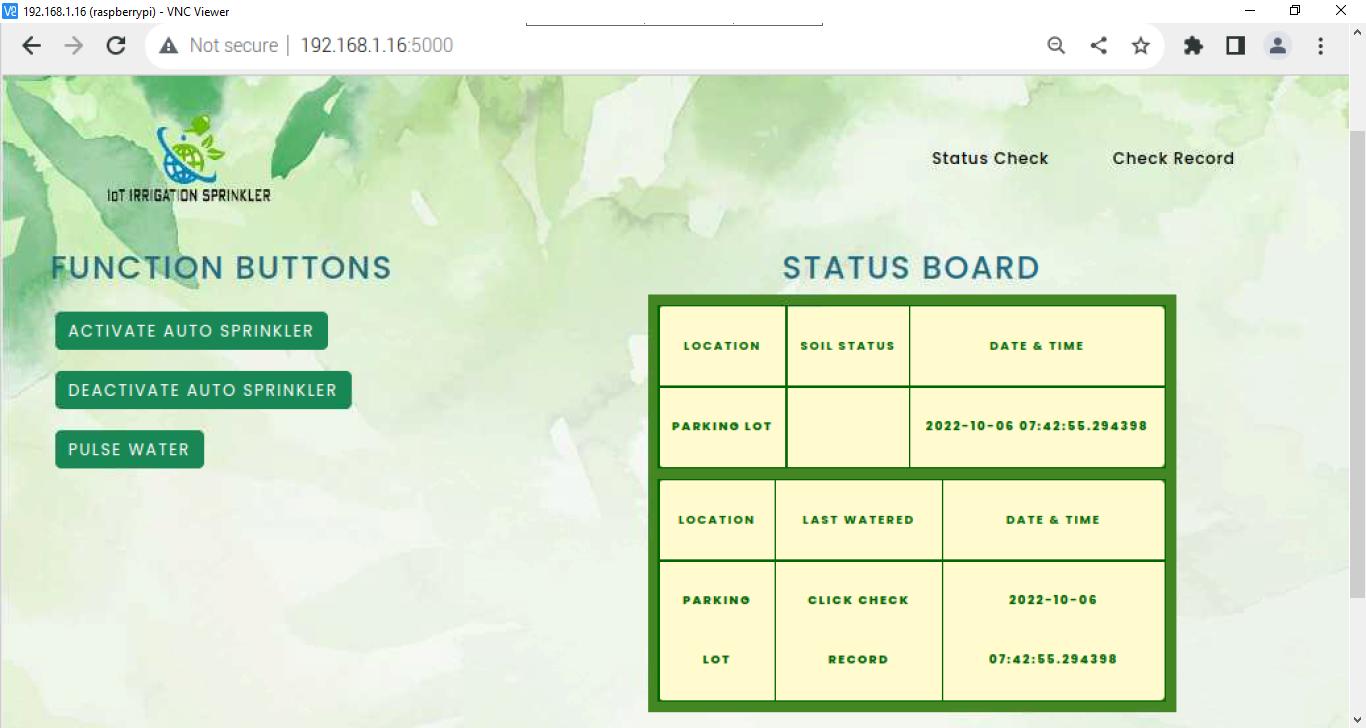 192.168.1.16 (raspberrypi) - VNC Viewer
Not secure | 192.168.1.16:5000
IoT IRRIGATION SPRINKLER
Status Check
Check Record
FUNCTION BUTTONS
ACTIVATE AUTO SPRINKLER
DEACTIVATE AUTO SPRINKLER
PULSE WATER
STATUS BOARD
LOCATION SOIL STATUS DATE & TIME
PARKING LOT 2022-10-06 07:42:55.294398
LOCATION LAST WATERED DATE & TIME
PARKING CLICK CHECK 2022-10-06
LOT RECORD 07:42:55.294398